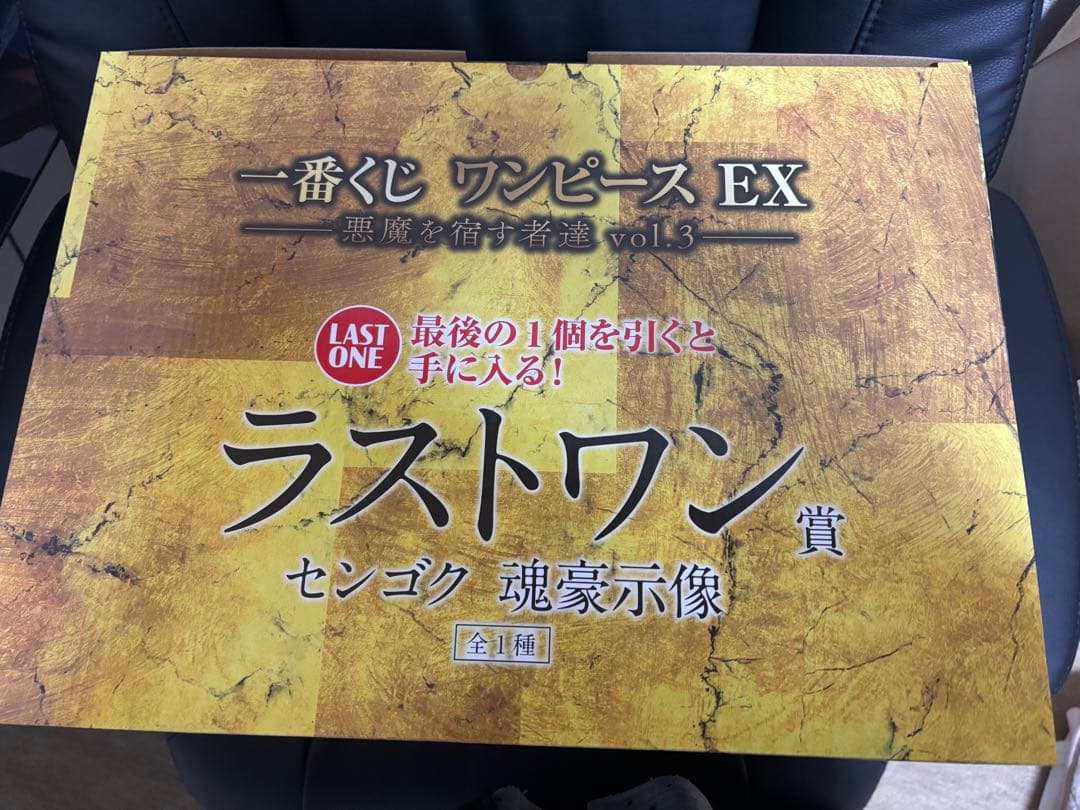 一番くじ ワンピース EX
悪魔を宿す者達 vol.3
LAST
ONE
最後の1個を引くと
手に入る!
ラストワン賞
センゴク 魂豪示像
全1種